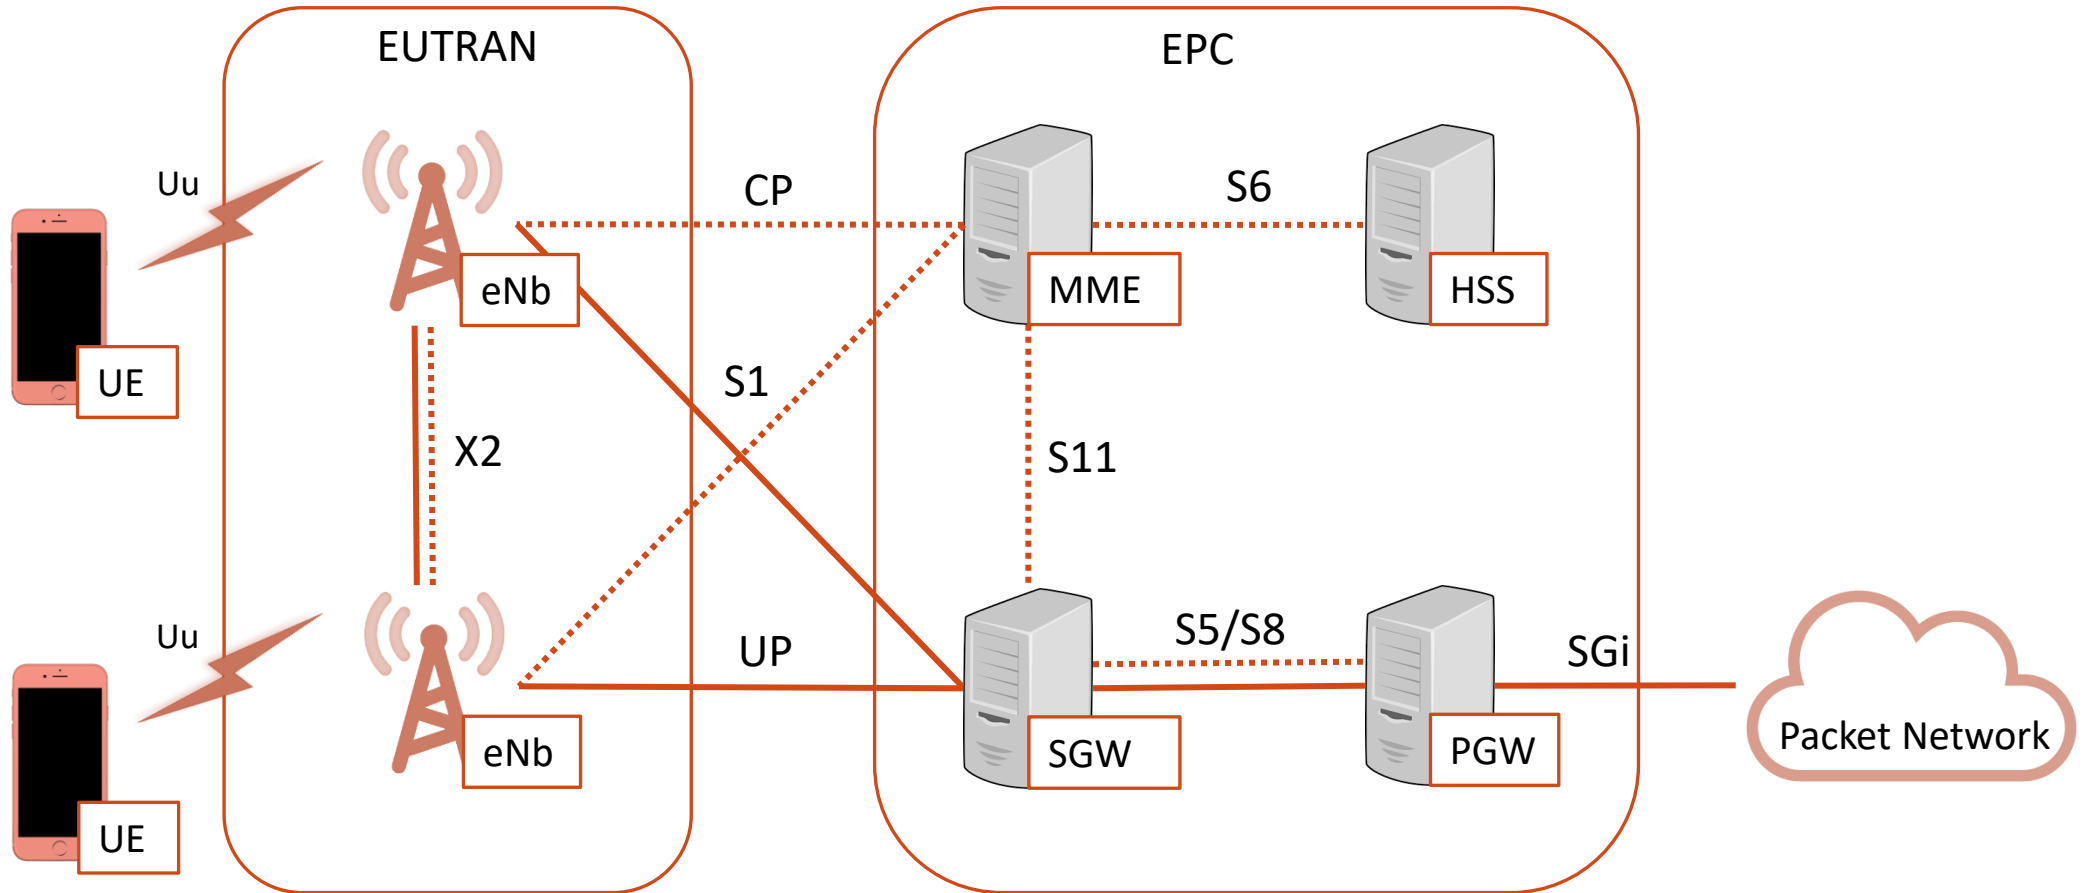 EUTRAN
EPC
Uu
CP
S6
eNb
MME
HSS
UE
S1
X2
S11
Uu
UP
S5/S8
SGi
eNb
SGW
PGW
Packet Network
UE